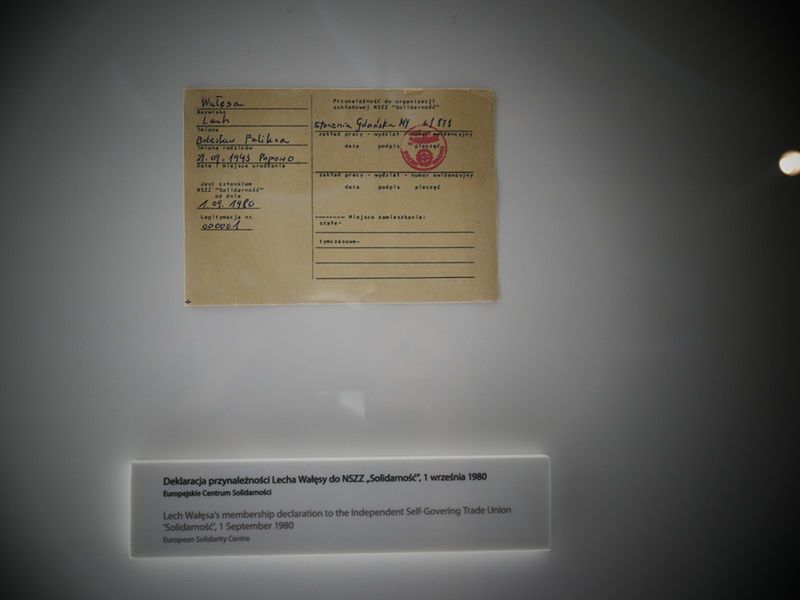 Wałęsa
Nazwisko
Lech
Imiona
Bolesław Feliksa
Imiona rodziców
29.09.1943 Popowo
Data i miejsce urodzenia
Jest członkiem
NSZZ "Solidarność"
od dnia
1.09.1980
Legitymacja nr.
000001
Przynależność do organizacji
zakładowej NSZZ "Solidarność"
Stocznia Gdańska 61 878
zakład pracy - wydział - numer ewidencyjny
data podpis pieczęć
zakład pracy - wydział - numer ewidencyjny
data podpis pieczęć
Miejsce zamieszkania:
stałe-
tymczasowe-
Deklaracja przynależności Lecha Wałęsy do NSZZ „Solidarność”, 1 września 1980
Europejskie Centrum Solidarności
Lech Wałęsa's membership declaration to the Independent Self-Govering Trade Union
"Solidarność", 1 September 1980
European Solidarity Centre